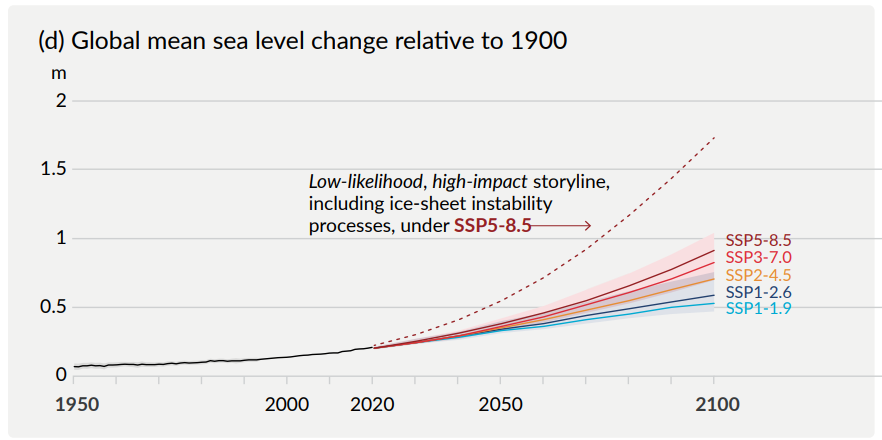 (d) Global mean sea level change relative to 1900
m
2
1.5
Low-likelihood, high-impact storyline,
including ice-sheet instability
processes, under SSP5-8.5
1
SSP5-8.5
SSP3-7.0
SSP2-4.5
SSP1-2.6
SSP1-1.9
0.5
0
1950 2000 2020 2050 2100